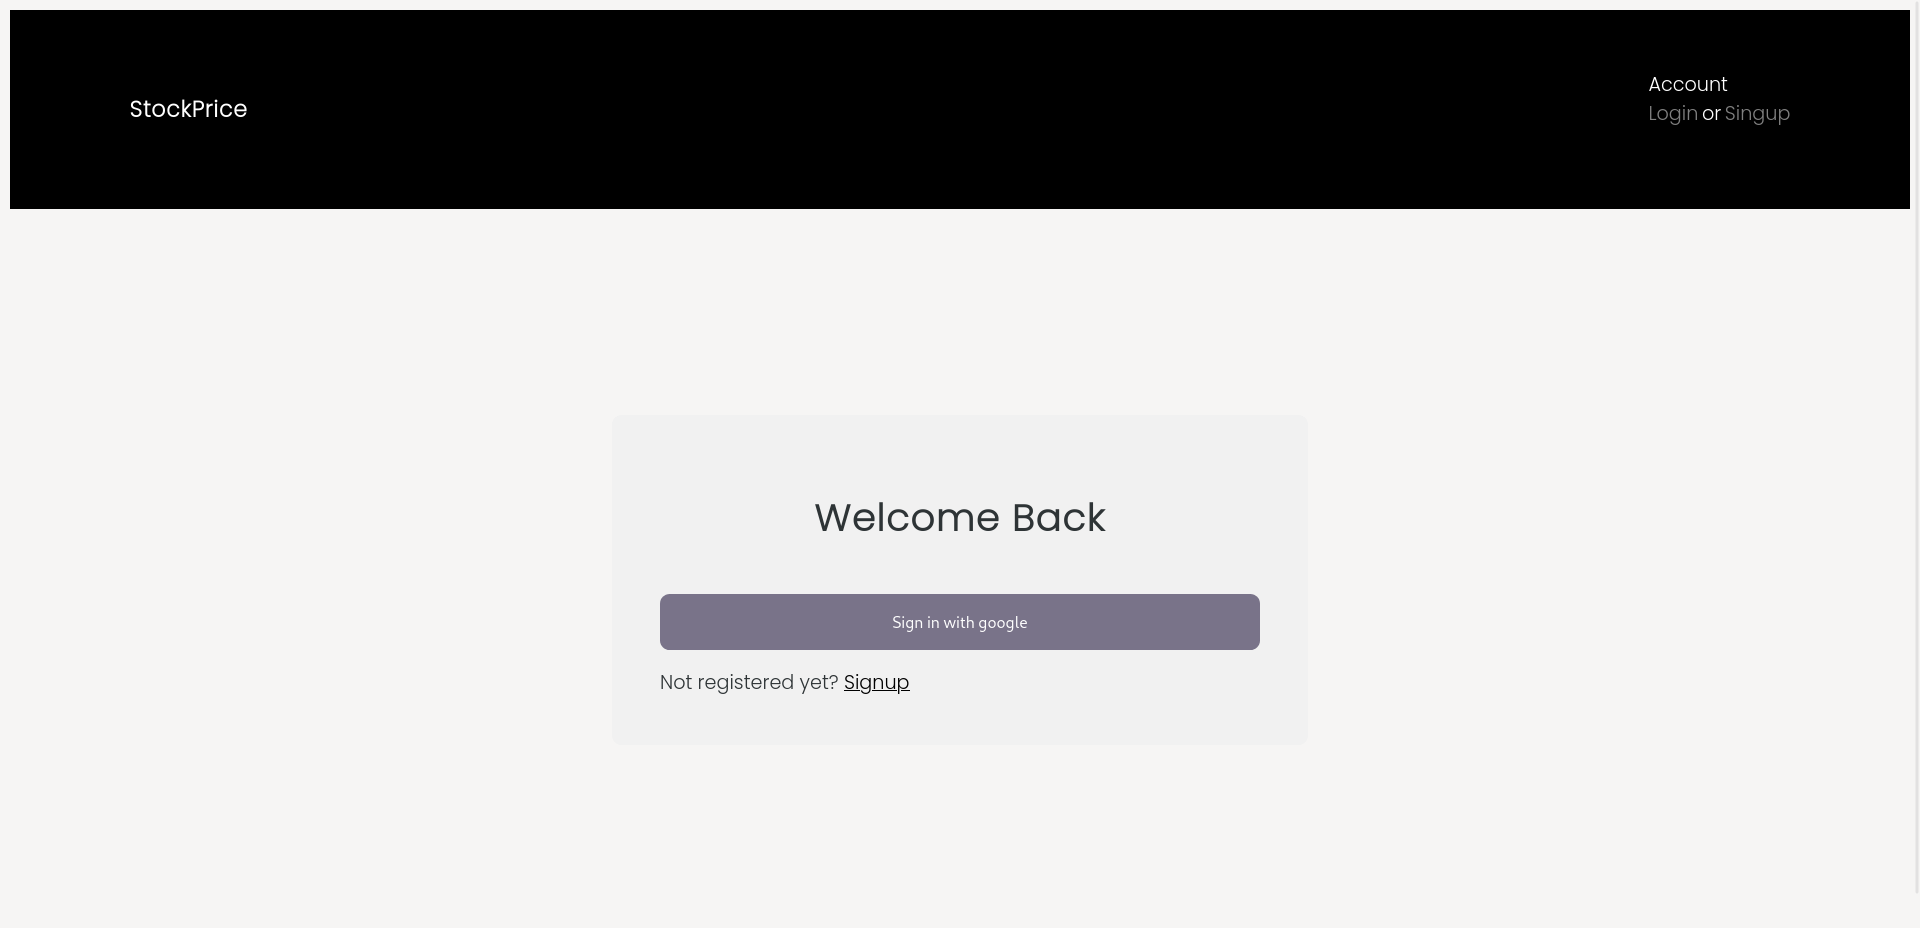 StockPrice
Account
Login or Singup
Welcome Back
Sign in with google
Not registered yet? Signup